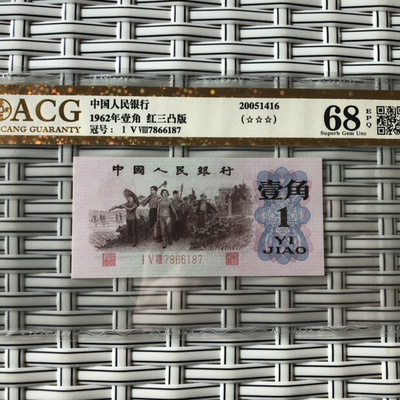 ACG
CANG GUARANTY
中国人民银行
1962年壹角 红三凸版
冠号: I V VIII7866187
20051416
(☆☆☆)
68 EPQ
Superb Gem Unc
中國人民銀行
壹角
1
YI
JIAO
I V VIII 7866187